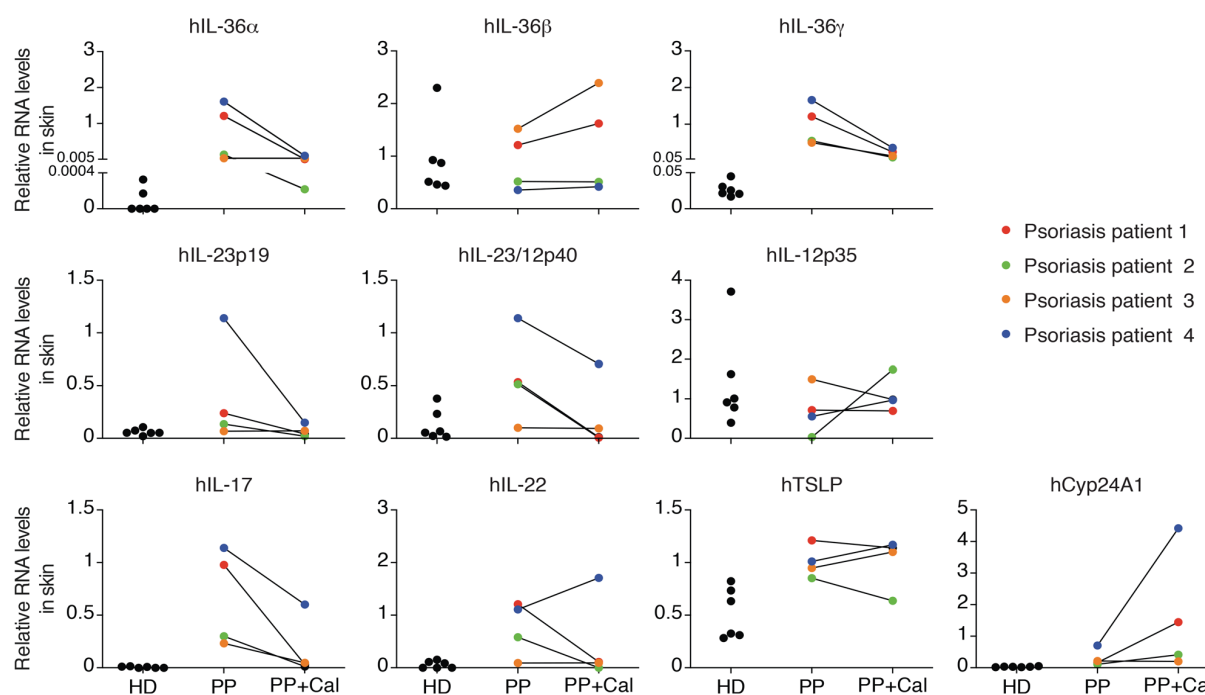 hIL-36α
hIL-36β
hIL-36γ
Relative RNA levels
in skin
3
2
1
0.005
0.0004
0
3
2
1
0
3
2
1
0.05
0.05
0
Psoriasis patient 1
Psoriasis patient 2
Psoriasis patient 3
Psoriasis patient 4
hIL-23p19
hIL-23/12p40
hIL-12p35
Relative RNA levels
in skin
1.5
1
0.5
0
1.5
1
0.5
0
4
3
2
1
0
hIL-17
hIL-22
hTSLP
hCyp24A1
Relative RNA levels
in skin
1.5
1
0.5
0
3
2
1
0
1.5
1
0.5
0
5
4
3
2
1
0
HD PP PP+Cal
HD PP PP+Cal
HD PP PP+Cal
HD PP PP+Cal